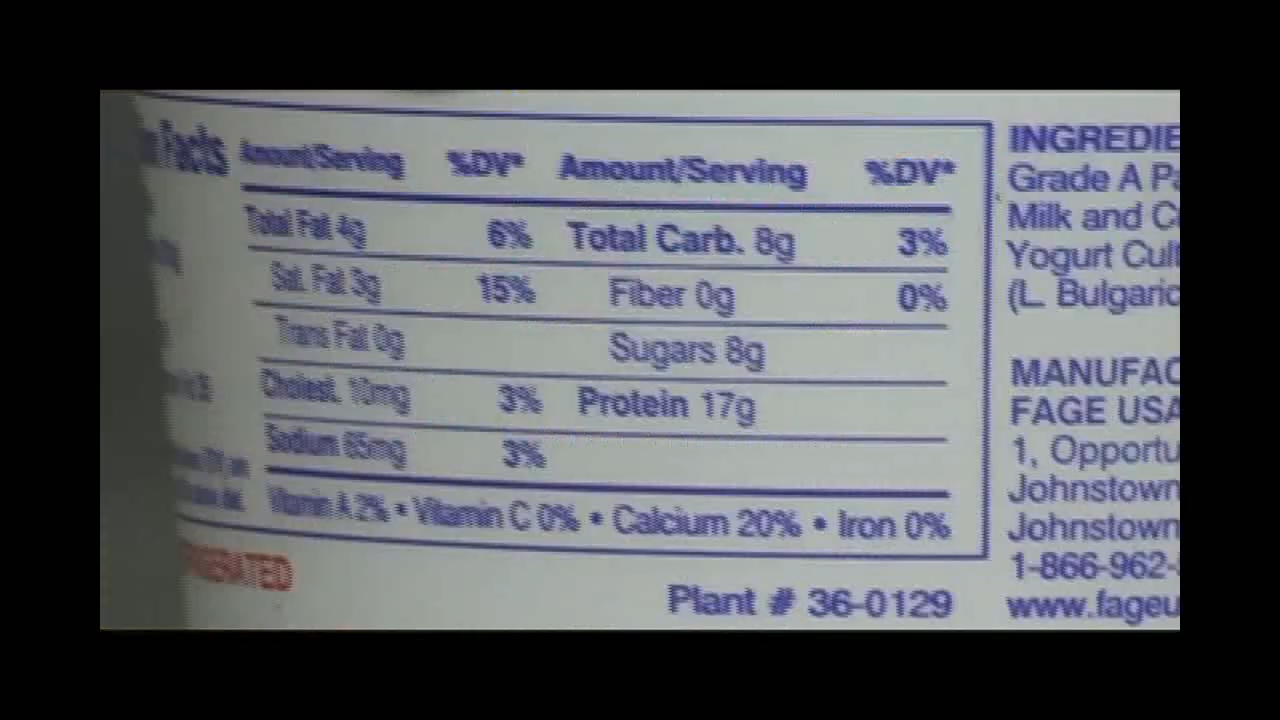 Facts
Amount/Serving %DV* Amount/Serving %DV*
Total Fat 4g 6% Total Carb. 8g 3%
Sat. Fat 3g 15% Fiber 0g 0%
Trans Fat 0g Sugars 8g
Cholest. 10mg 3% Protein 17g
Sodium 65mg 3%
Vitamin A 2% • Vitamin C 0% • Calcium 20% • Iron 0%
Plant # 36-0129
INGREDIE
Grade A Pa
Milk and C
Yogurt Cult
(L. Bulgaric
MANUFAC
FAGE USA
1, Opportu
Johnstown
Johnstown
1-866-962-
www.fageu